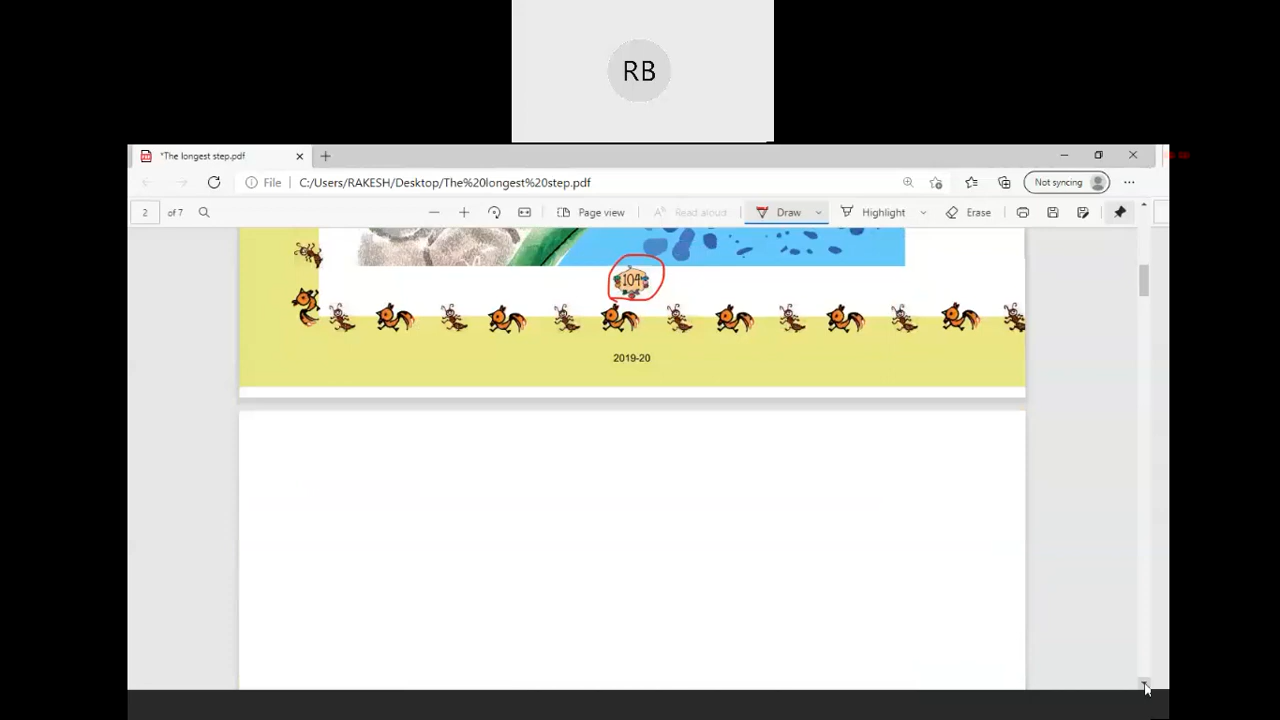 RB
*The longest step.pdf
File C:/Users/RAKESH/Desktop/The%20longest%20step.pdf Not syncing
2 of 7 Page view Read aloud Draw Highlight Erase
104
2019-20